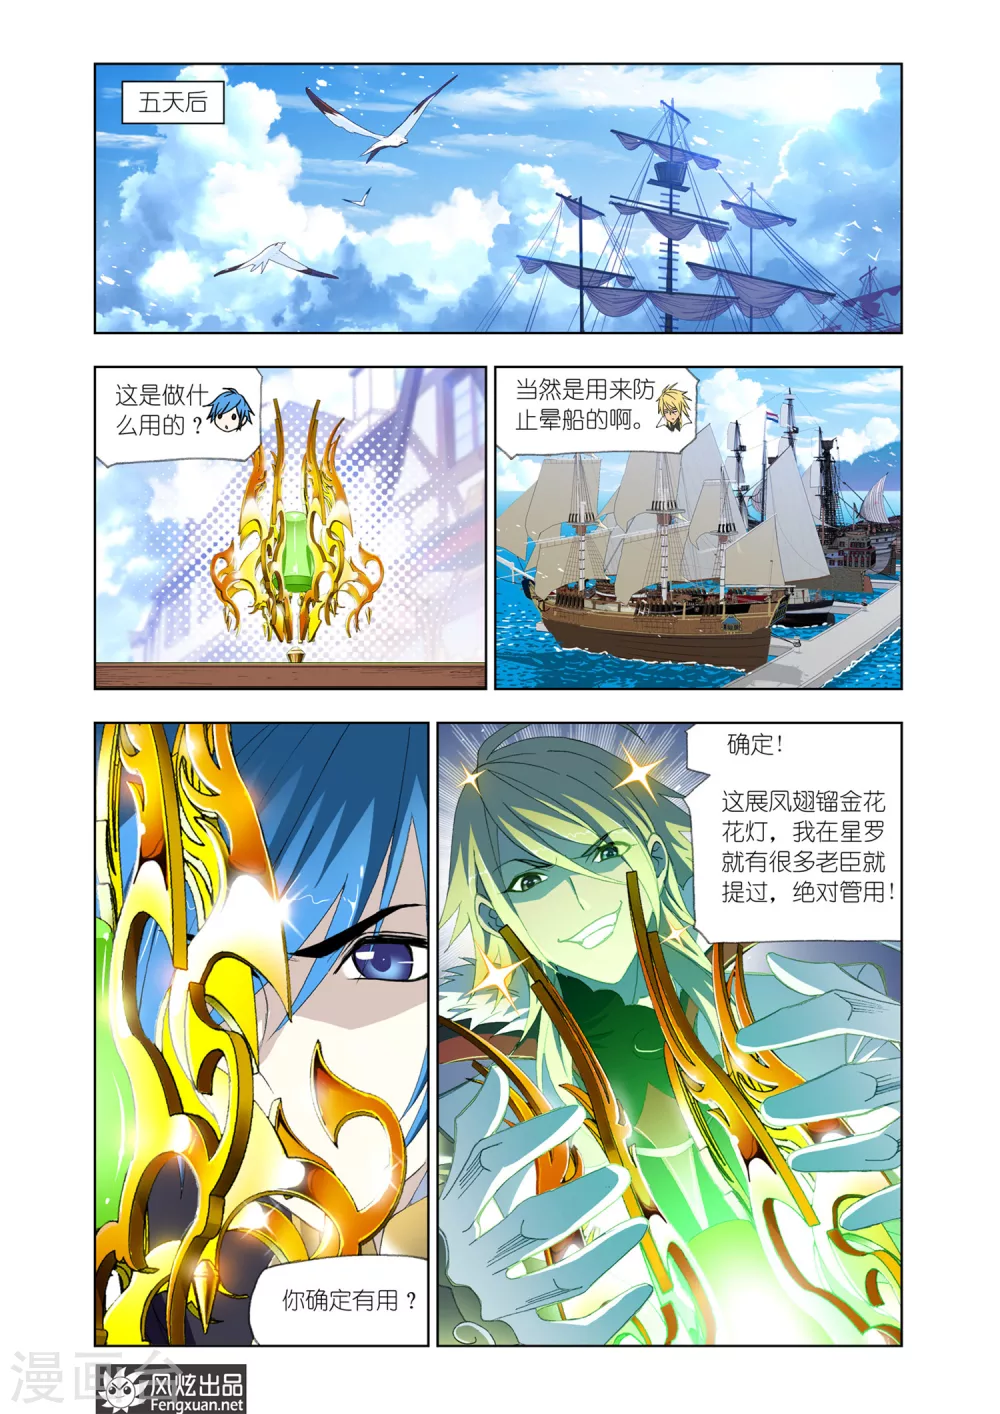 五天后
这是做什
么用的？
当然是用来防
止晕船的啊。
你确定有用？
确定！
这展凤翅镏金花
花灯，我在星罗
就有很多老臣就
提过，绝对管用！
漫画台
风炫出品
Fengxuan.net